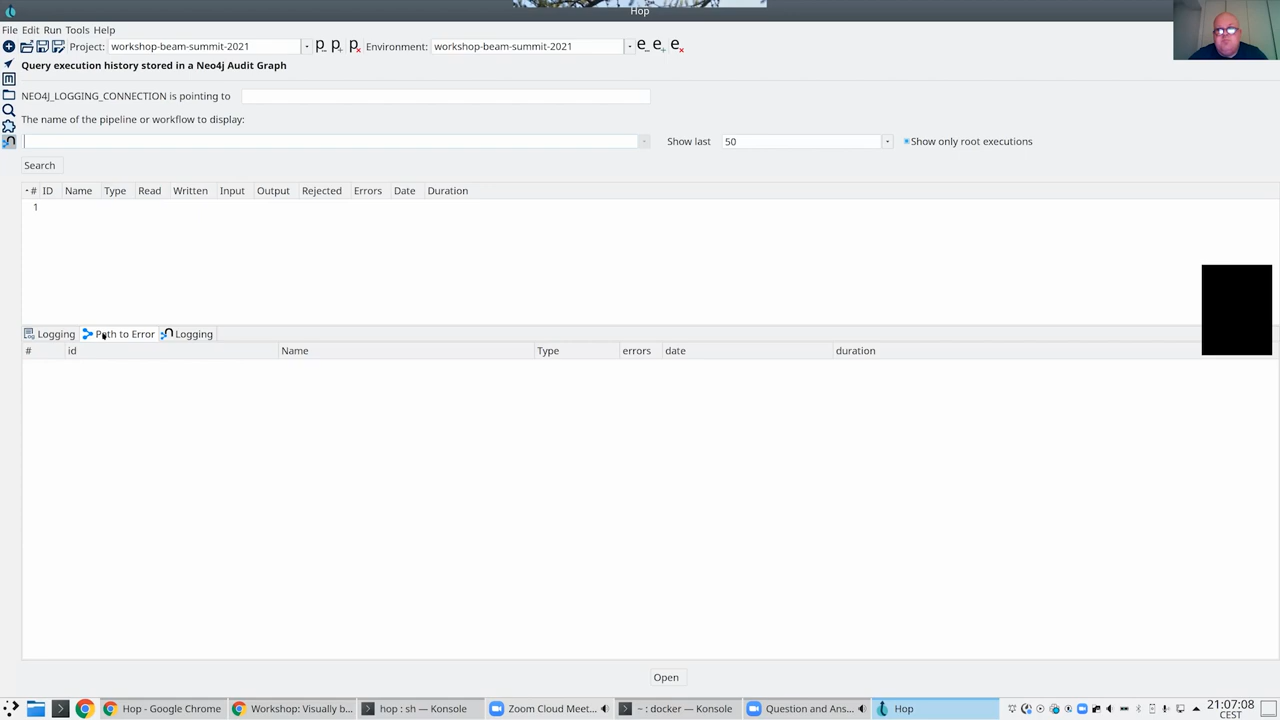 Hop
File Edit Run Tools Help
Project: workshop-beam-summit-2021 Environment: workshop-beam-summit-2021
Query execution history stored in a Neo4j Audit Graph
NEO4J_LOGGING_CONNECTION is pointing to
The name of the pipeline or workflow to display:
Show last 50 Show only root executions
Search
# ID Name Type Read Written Input Output Rejected Errors Date Duration
1
Logging Path to Error Logging
# id Name Type errors date duration
Open
Hop - Google Chrome Workshop: Visually b... hop : sh — Konsole Zoom Cloud Meet... ~ : docker — Konsole Question and Ans... Hop 21:07:08
CEST